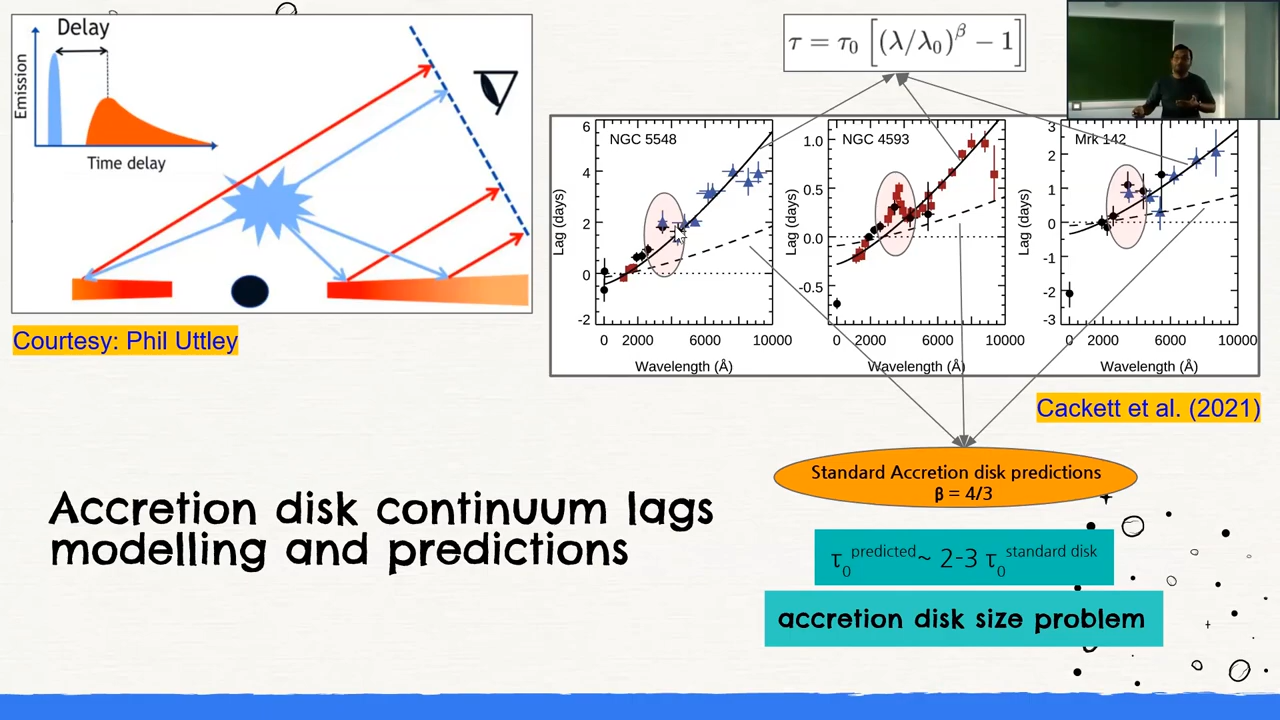 Delay
Emission
Time delay
Courtesy: Phil Uttley
τ = τ₀ [(λ/λ₀)^β − 1]
NGC 5548
6
4
2
0
-2
Lag (days)
0 2000 6000 10000
Wavelength (Å)
NGC 4593
1.0
0.5
0.0
-0.5
Lag (days)
0 2000 6000 10000
Wavelength (Å)
Mrk 142
3
2
1
0
-1
-2
-3
Lag (days)
0 2000 6000 10000
Wavelength (Å)
Cackett et al. (2021)
Standard Accretion disk predictions
β = 4/3
Accretion disk continuum lags
modelling and predictions
τ₀^predicted ~ 2-3 τ₀^standard disk
accretion disk size problem